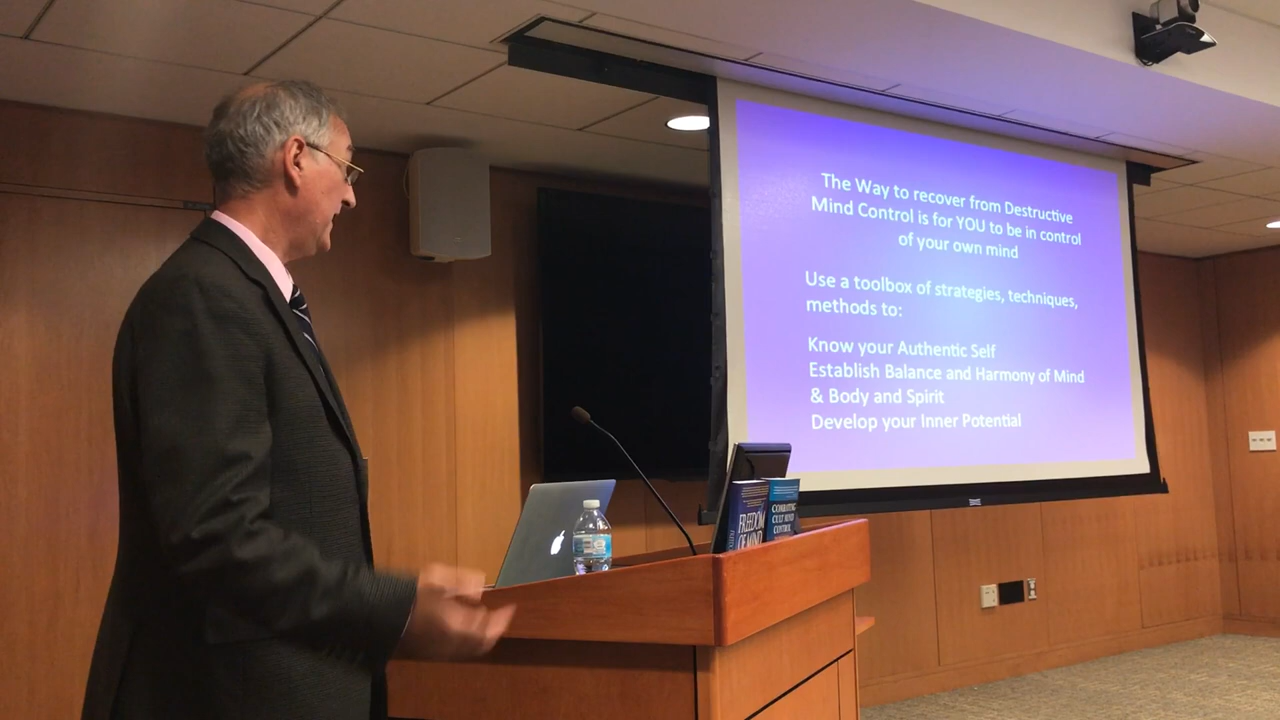 The Way to recover from Destructive
Mind Control is for YOU to be in control
of your own mind
Use a toolbox of strategies, techniques,
methods to:
Know your Authentic Self
Establish Balance and Harmony of Mind
& Body and Spirit
Develop your Inner Potential
FREEDOM
OF MIND
COMBATING
CULT MIND
CONTROL